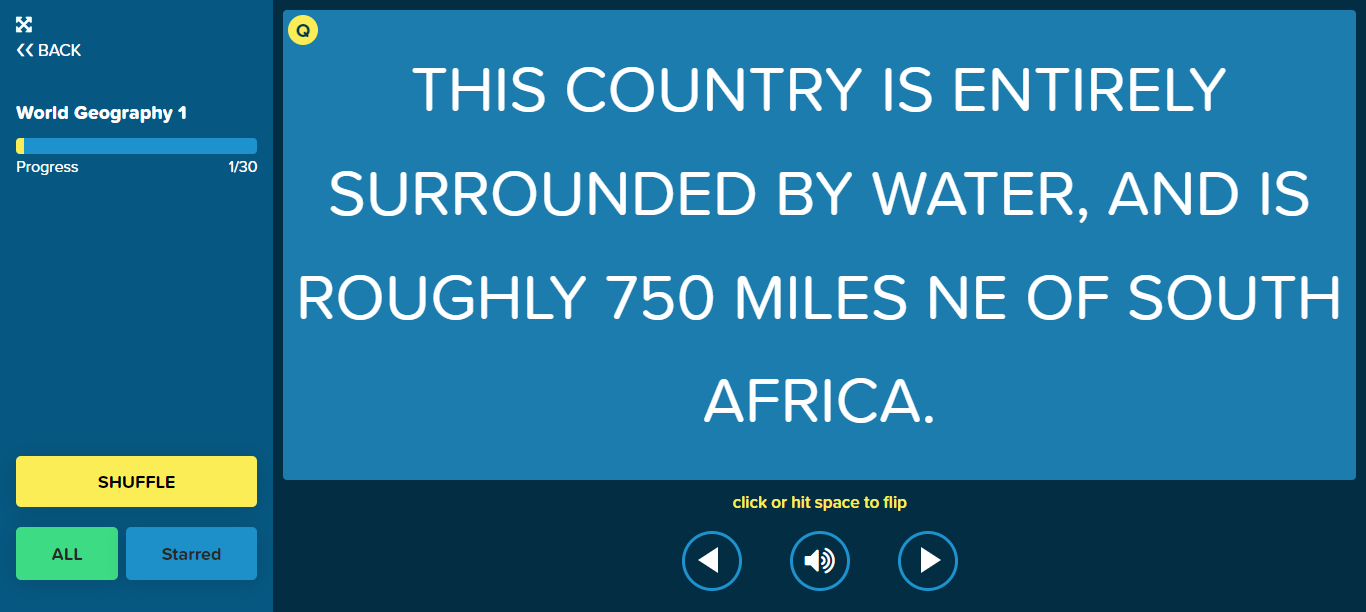 BACK
World Geography 1
Progress 1/30
SHUFFLE
ALL
Starred
Q
THIS COUNTRY IS ENTIRELY
SURROUNDED BY WATER, AND IS
ROUGHLY 750 MILES NE OF SOUTH
AFRICA.
click or hit space to flip